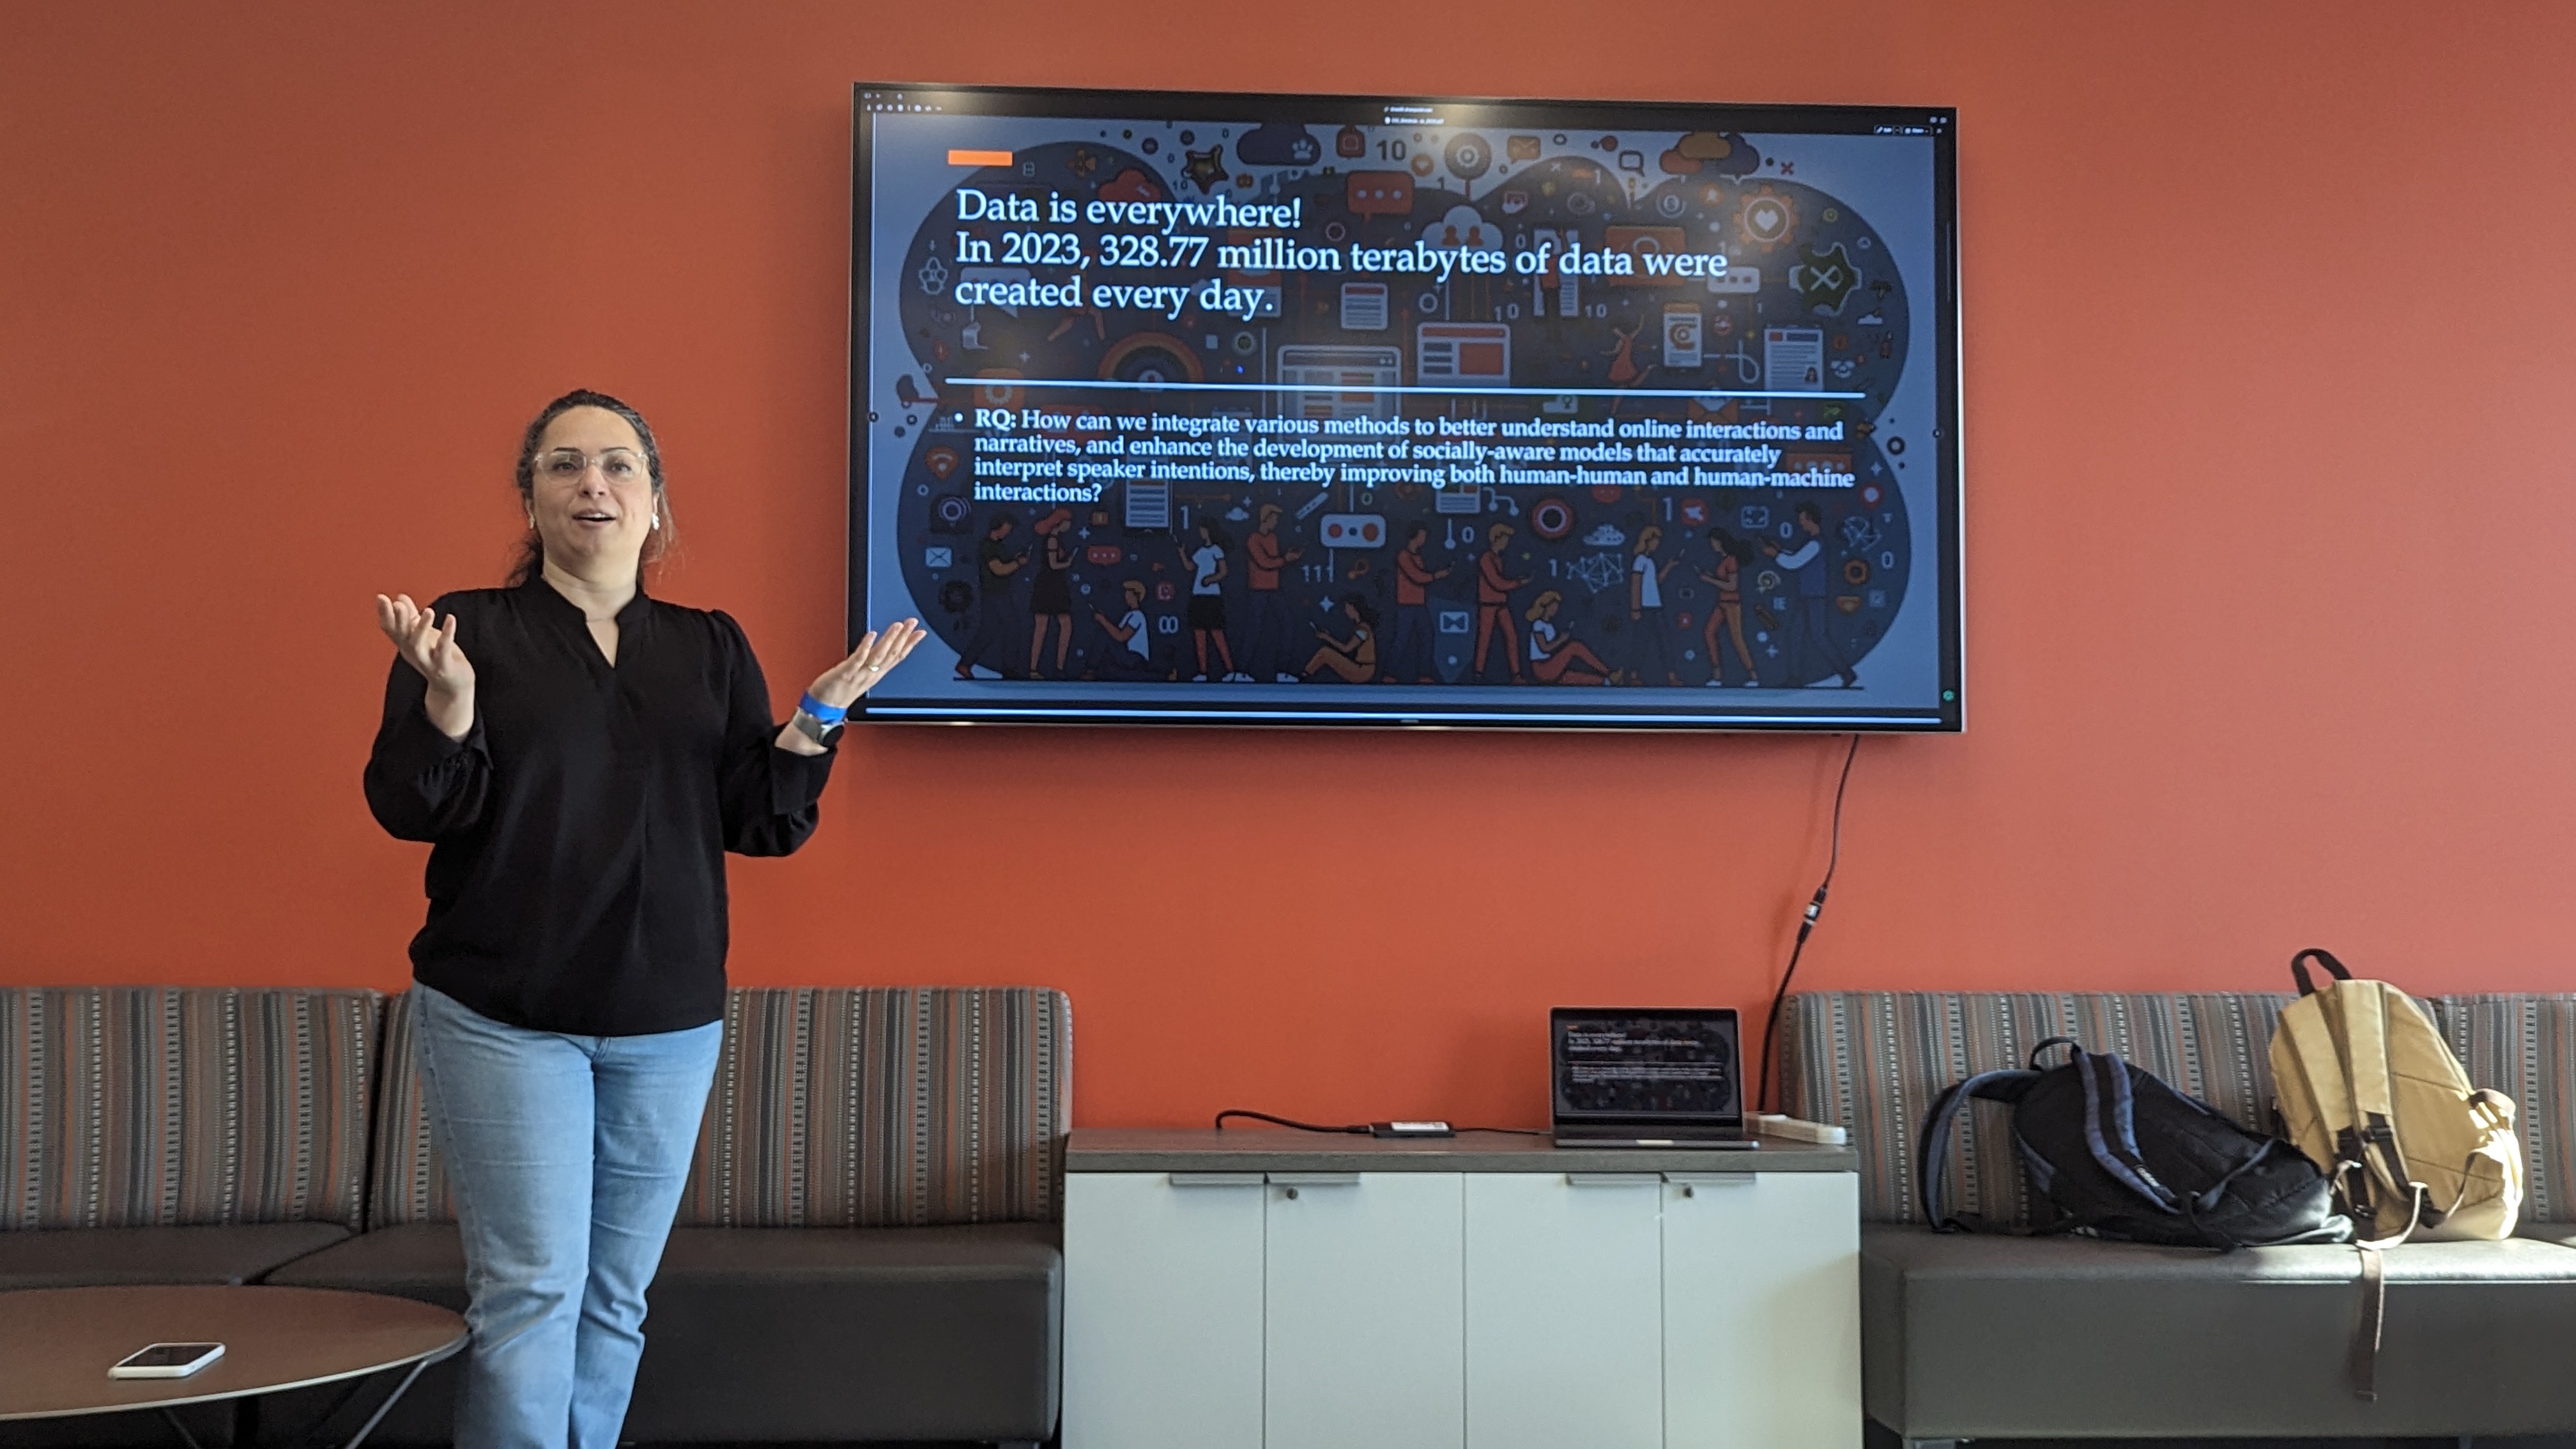 Data is everywhere!
In 2023, 328.77 million terabytes of data were
created every day.
• RQ: How can we integrate various methods to better understand online interactions and
narratives, and enhance the development of socially-aware models that accurately
interpret speaker intentions, thereby improving both human-human and human-machine
interactions?